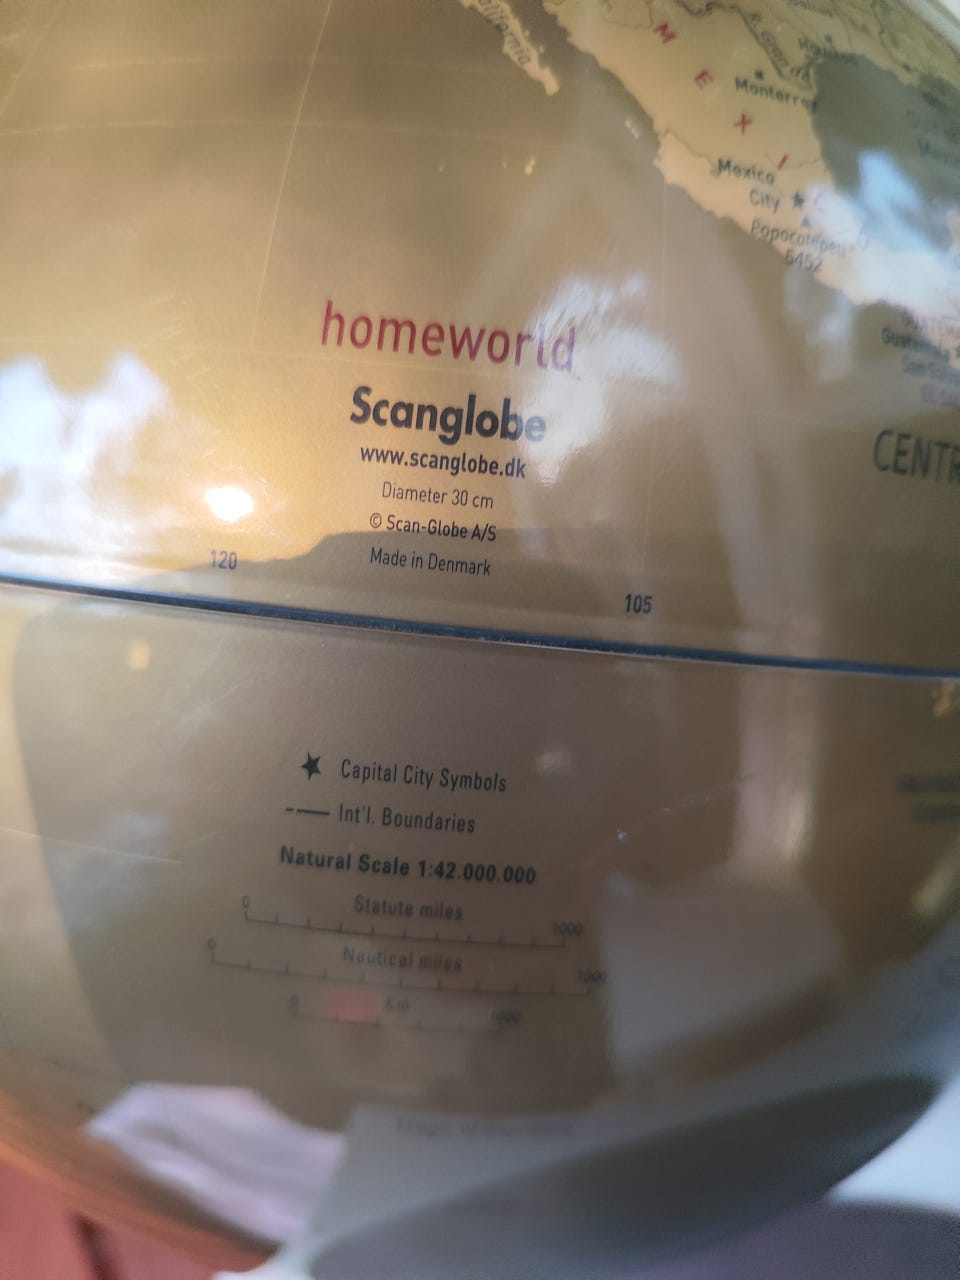 California
R. Grande
M
E
X
I
Monterrey
Mexico
City
Popocatepetl
5452
homeworld
Scanglobe
www.scanglobe.dk
Diameter 30 cm
© Scan-Globe A/S
Made in Denmark
CENTR
120
105
Capital City Symbols
Int'l. Boundaries
Natural Scale 1:42.000.000
Statute miles
0 1000
Nautical miles
0 1000
Km
0 1000